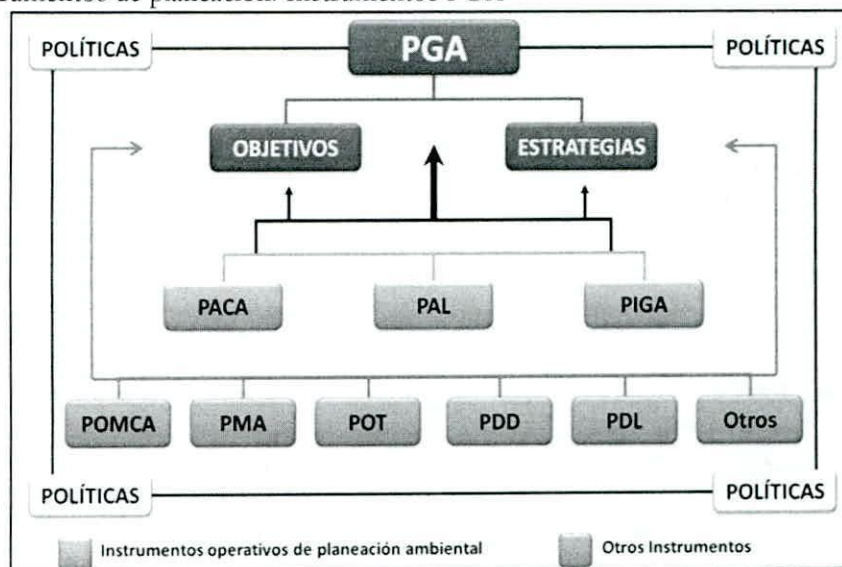 POLÍTICAS PGA POLÍTICAS
OBJETIVOS ESTRATEGIAS
PACA PAL PIGA
POMCA PMA POT PDD PDL Otros
POLÍTICAS POLÍTICAS
Instrumentos operativos de planeación ambiental Otros Instrumentos